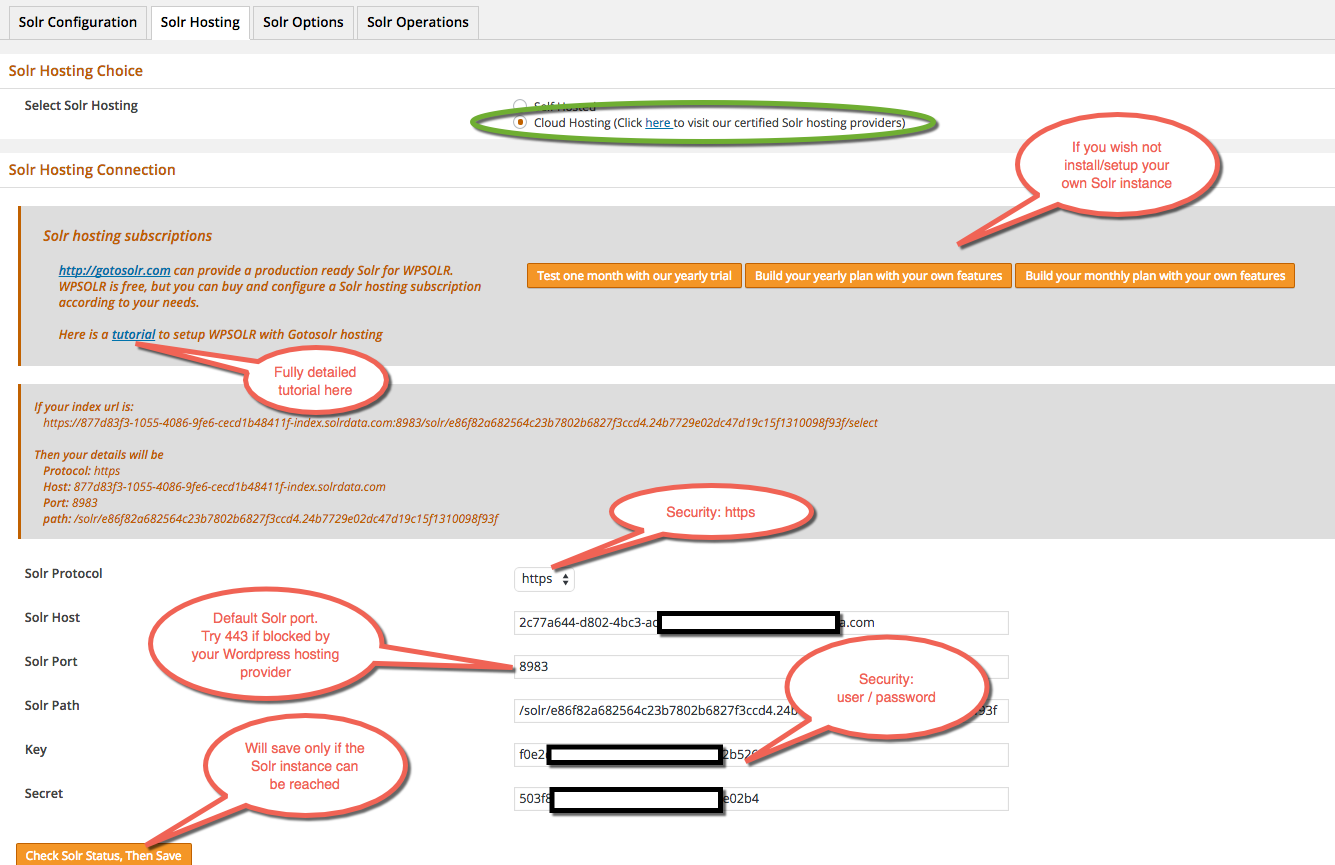 Solr Configuration
Solr Hosting
Solr Options
Solr Operations
Solr Hosting Choice
Select Solr Hosting
Self Hosted
Cloud Hosting (Click here to visit our certified Solr hosting providers)
If you wish not
install/setup your
own Solr instance
Solr Hosting Connection
Solr hosting subscriptions
http://gotosolr.com can provide a production ready Solr for WPSOLR.
WPSOLR is free, but you can buy and configure a Solr hosting subscription
according to your needs.
Test one month with our yearly trial
Build your yearly plan with your own features
Build your monthly plan with your own features
Here is a tutorial to setup WPSOLR with Gotosolr hosting
Fully detailed
tutorial here
If your index url is:
https://877d83f3-1055-4086-9fe6-cecd1b48411f-index.solrdata.com:8983/solr/e86f82a682564c23b7802b6827f3ccd4.24b7729e02dc47d19c15f1310098f93f/select
Then your details will be
Protocol: https
Host: 877d83f3-1055-4086-9fe6-cecd1b48411f-index.solrdata.com
Port: 8983
path: /solr/e86f82a682564c23b7802b6827f3ccd4.24b7729e02dc47d19c15f1310098f93f
Security: https
Solr Protocol
https
Solr Host
2c77a644-d802-4bc3-ac
a.com
Default Solr port.
Try 443 if blocked by
your Wordpress hosting
provider
Solr Port
8983
Security:
user / password
Solr Path
/solr/e86f82a682564c23b7802b6827f3ccd4.24b
93f
Will save only if the
Solr instance can
be reached
Key
f0e2
2b52
Secret
503f8
e02b4
Check Solr Status, Then Save